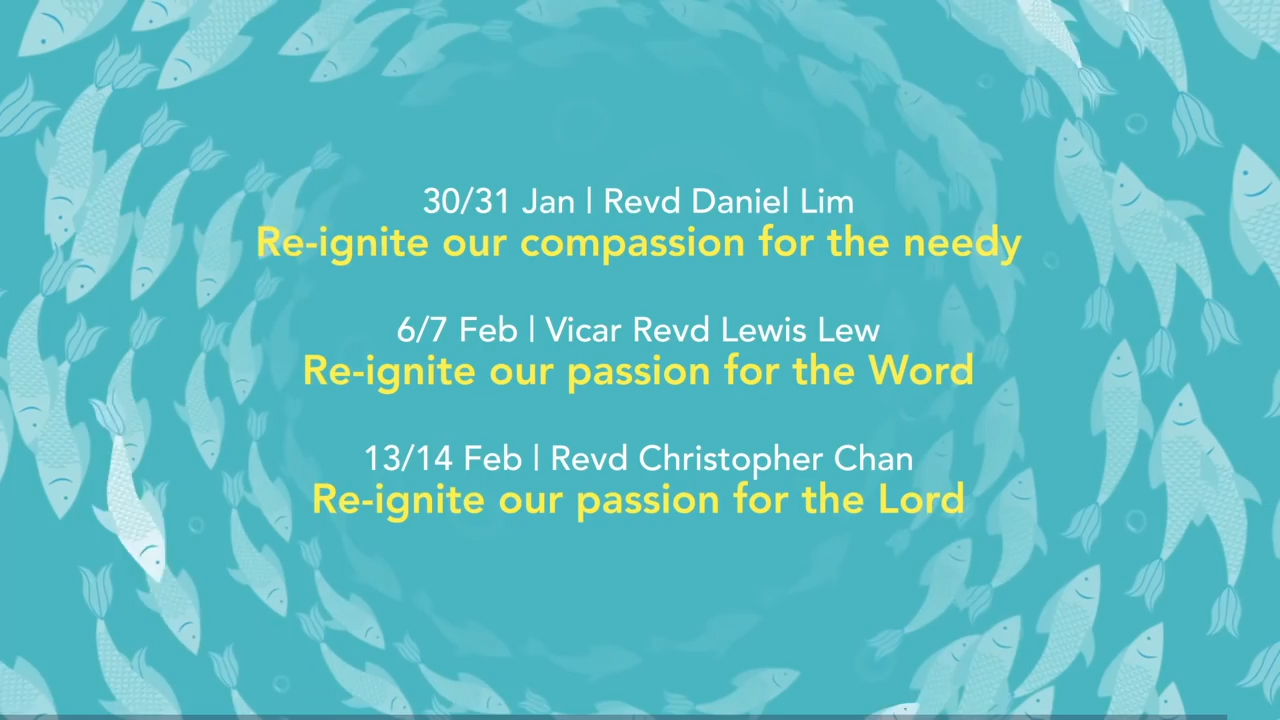 30/31 Jan | Revd Daniel Lim
Re-ignite our compassion for the needy
6/7 Feb | Vicar Revd Lewis Lew
Re-ignite our passion for the Word
13/14 Feb | Revd Christopher Chan
Re-ignite our passion for the Lord